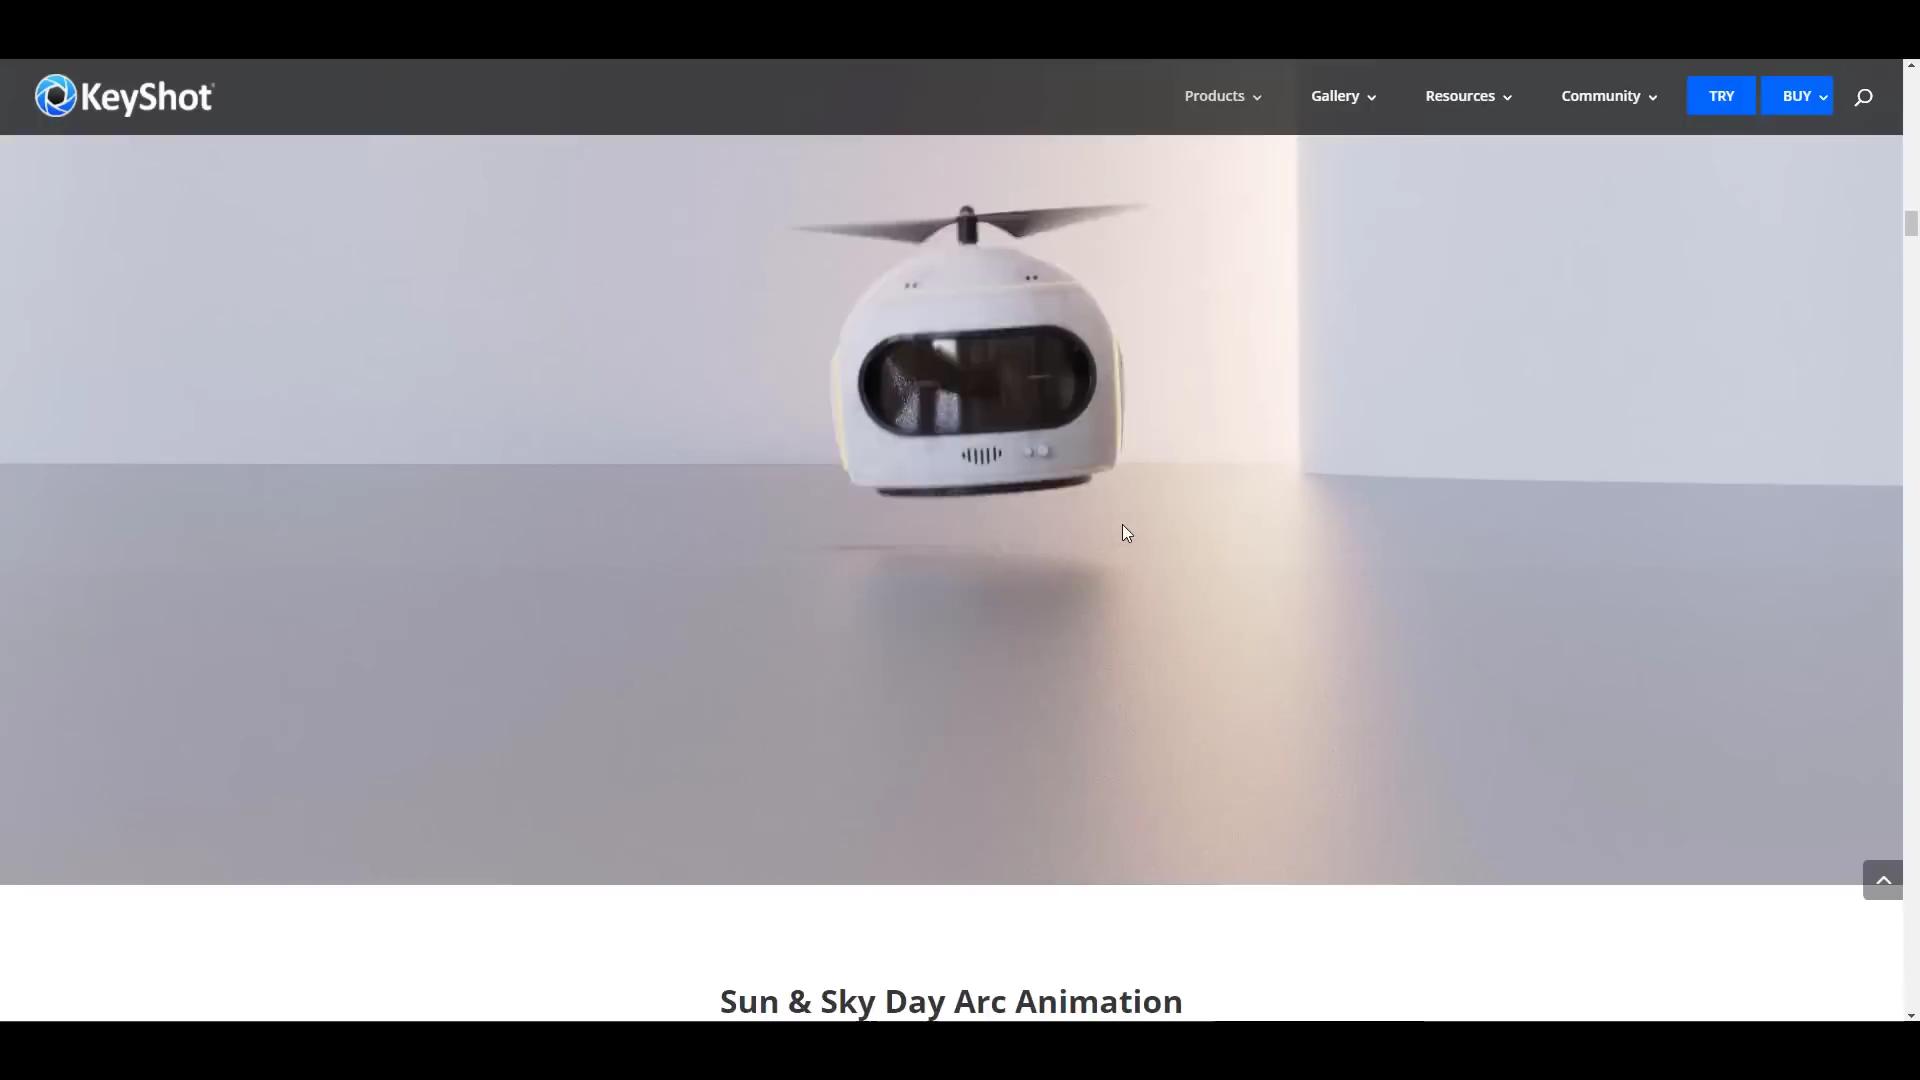 KeyShot
Products
Gallery
Resources
Community
TRY
BUY
Sun & Sky Day Arc Animation